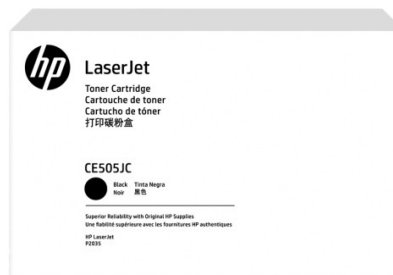 hp
LaserJet
Toner Cartridge
Cartouche de toner
Cartucho de tóner
打印碳粉盒
CE505JC
Black Tinta Negra
Noir 黑色
Superior Reliability with Original HP Supplies
Une fiabilité supérieure avec les fournitures HP authentiques
HP LaserJet
P2035